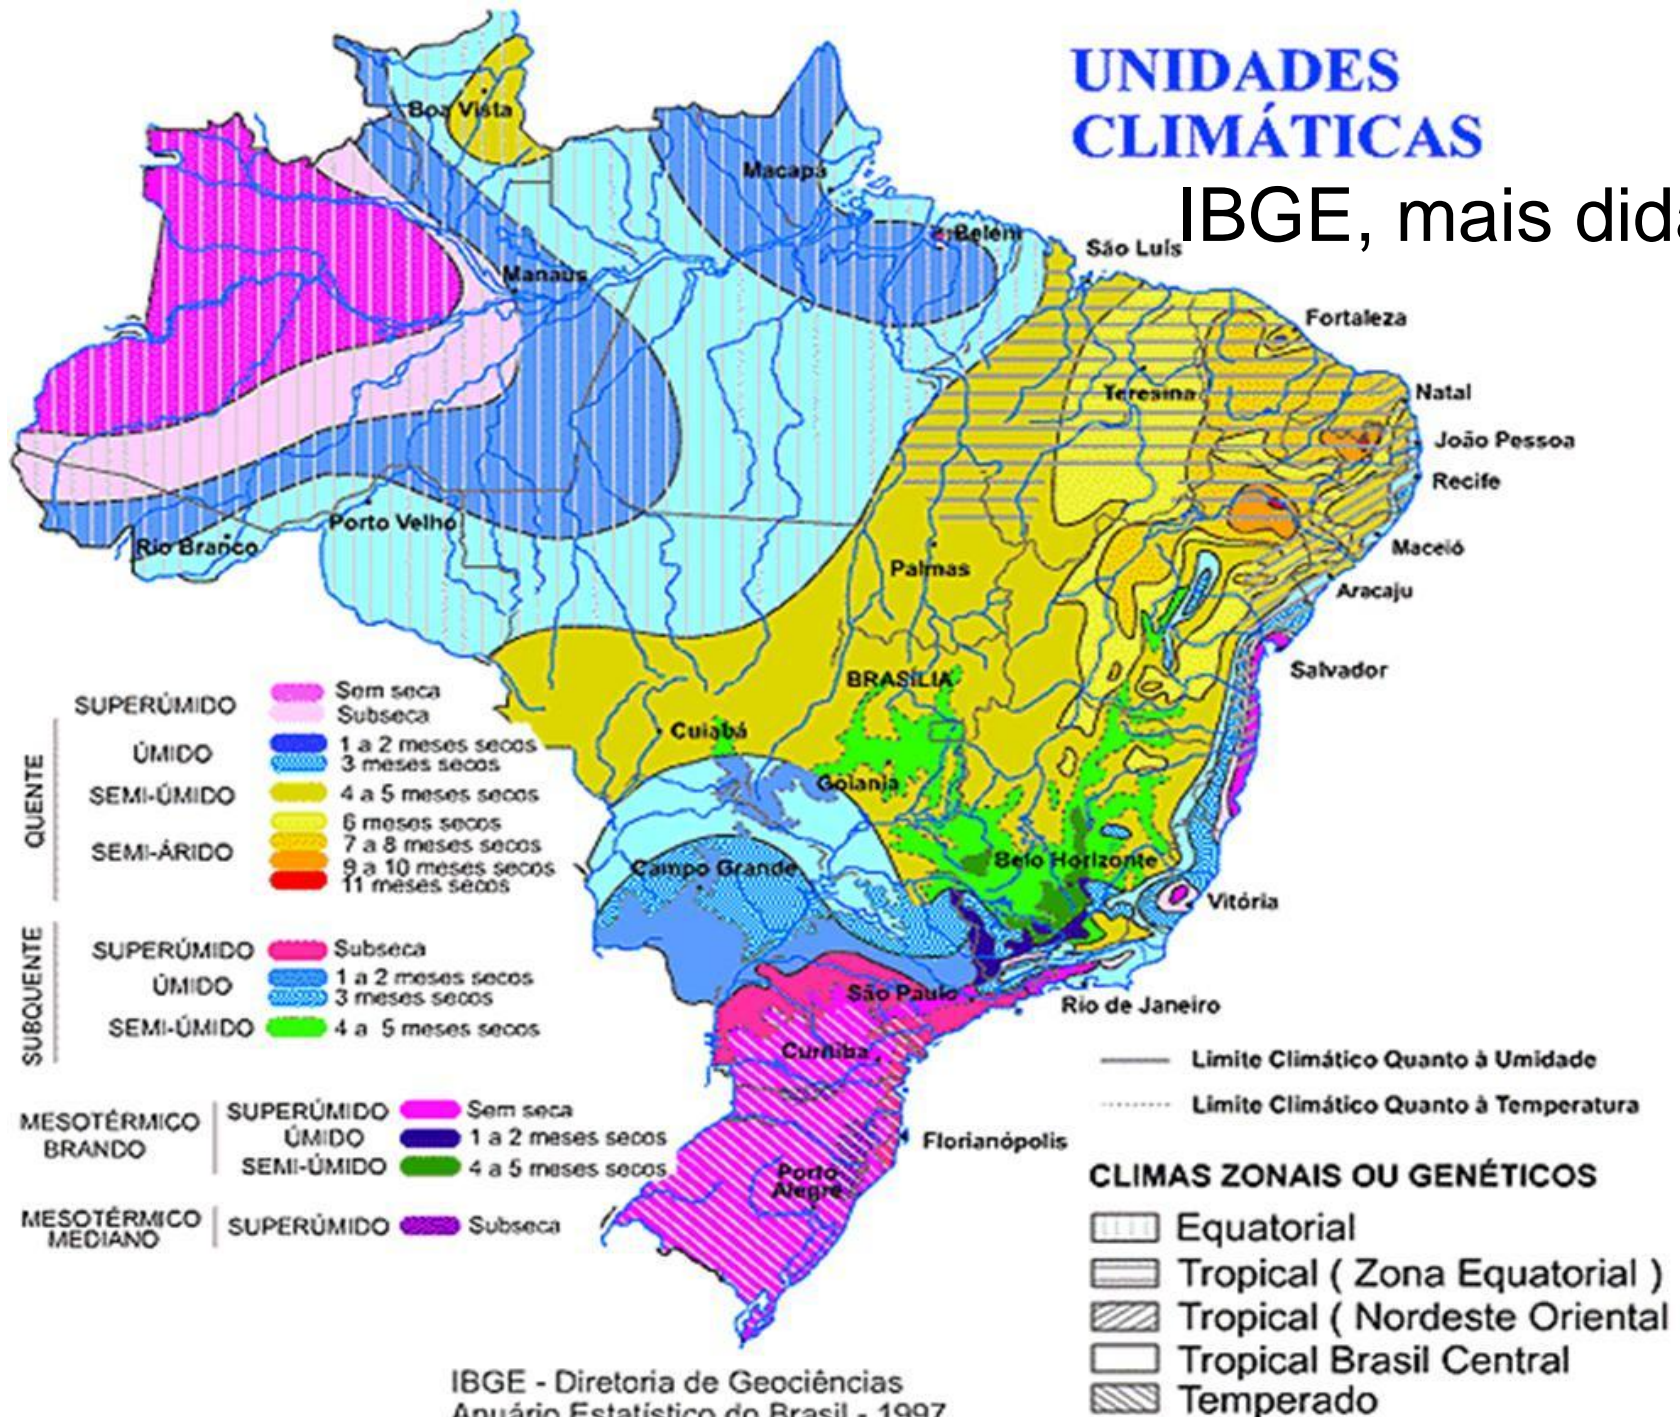 UNIDADES
CLIMÁTICAS
IBGE, mais did
Boa Vista
Macapá
Belém
São Luís
Manaus
Fortaleza
Teresina
Natal
João Pessoa
Recife
Porto Velho
Rio Branco
Maceió
Palmas
Aracaju
Salvador
BRASÍLIA
Cuiabá
Goiania
Belo Horizonte
Campo Grande
Vitória
São Paulo
Rio de Janeiro
Curitiba
Florianópolis
Porto
Alegre
QUENTE
SUPERÚMIDO
Sem seca
Subseca
ÚMIDO
1 a 2 meses secos
3 meses secos
SEMI-ÚMIDO
4 a 5 meses secos
SEMI-ÁRIDO
6 meses secos
7 a 8 meses secos
9 a 10 meses secos
11 meses secos
SUBQUENTE
SUPERÚMIDO
Subseca
ÚMIDO
1 a 2 meses secos
3 meses secos
SEMI-ÚMIDO
4 a 5 meses secos
MESOTÉRMICO
BRANDO
SUPERÚMIDO
Sem seca
ÚMIDO
1 a 2 meses secos
SEMI-ÚMIDO
4 a 5 meses secos
MESOTÉRMICO
MEDIANO
SUPERÚMIDO
Subseca
Limite Climático Quanto à Umidade
Limite Climático Quanto à Temperatura
CLIMAS ZONAIS OU GENÉTICOS
Equatorial
Tropical ( Zona Equatorial )
Tropical ( Nordeste Oriental
Tropical Brasil Central
Temperado
IBGE - Diretoria de Geociências
Anuário Estatístico do Brasil - 1997